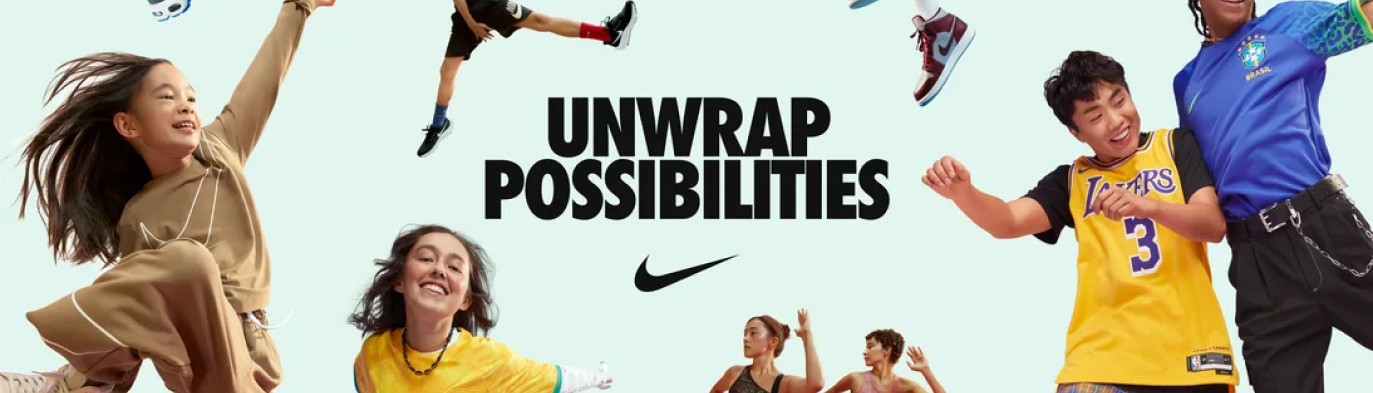 UNWRAP
POSSIBILITIES
BRASIL
LAKERS
3